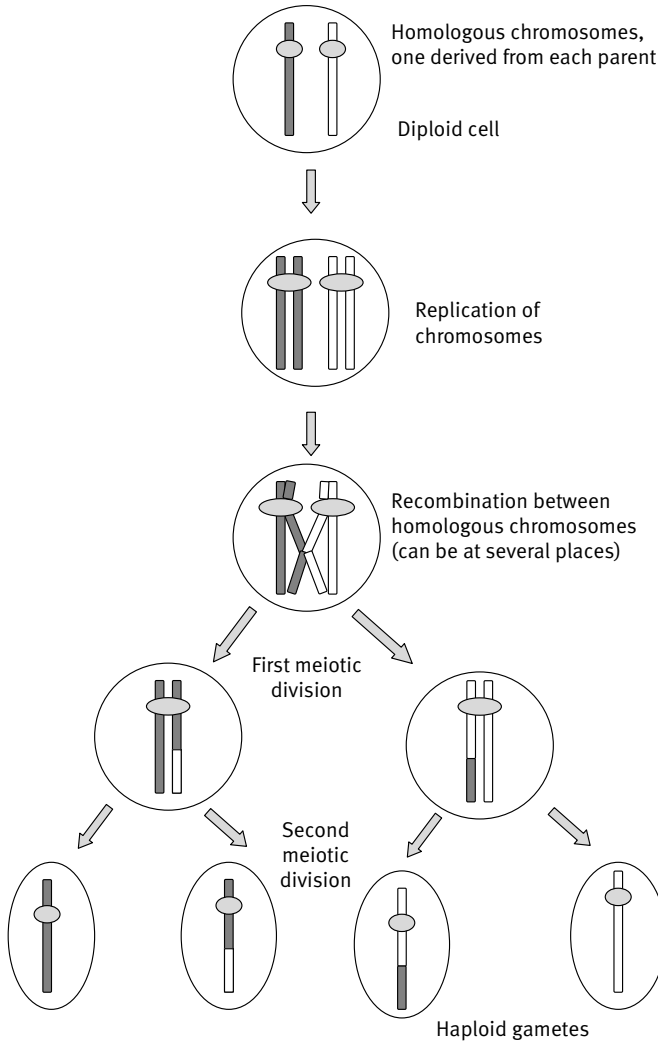 Homologous chromosomes,
one derived from each parent
Diploid cell
Replication of
chromosomes
Recombination between
homologous chromosomes
(can be at several places)
First meiotic
division
Second
meiotic
division
Haploid gametes